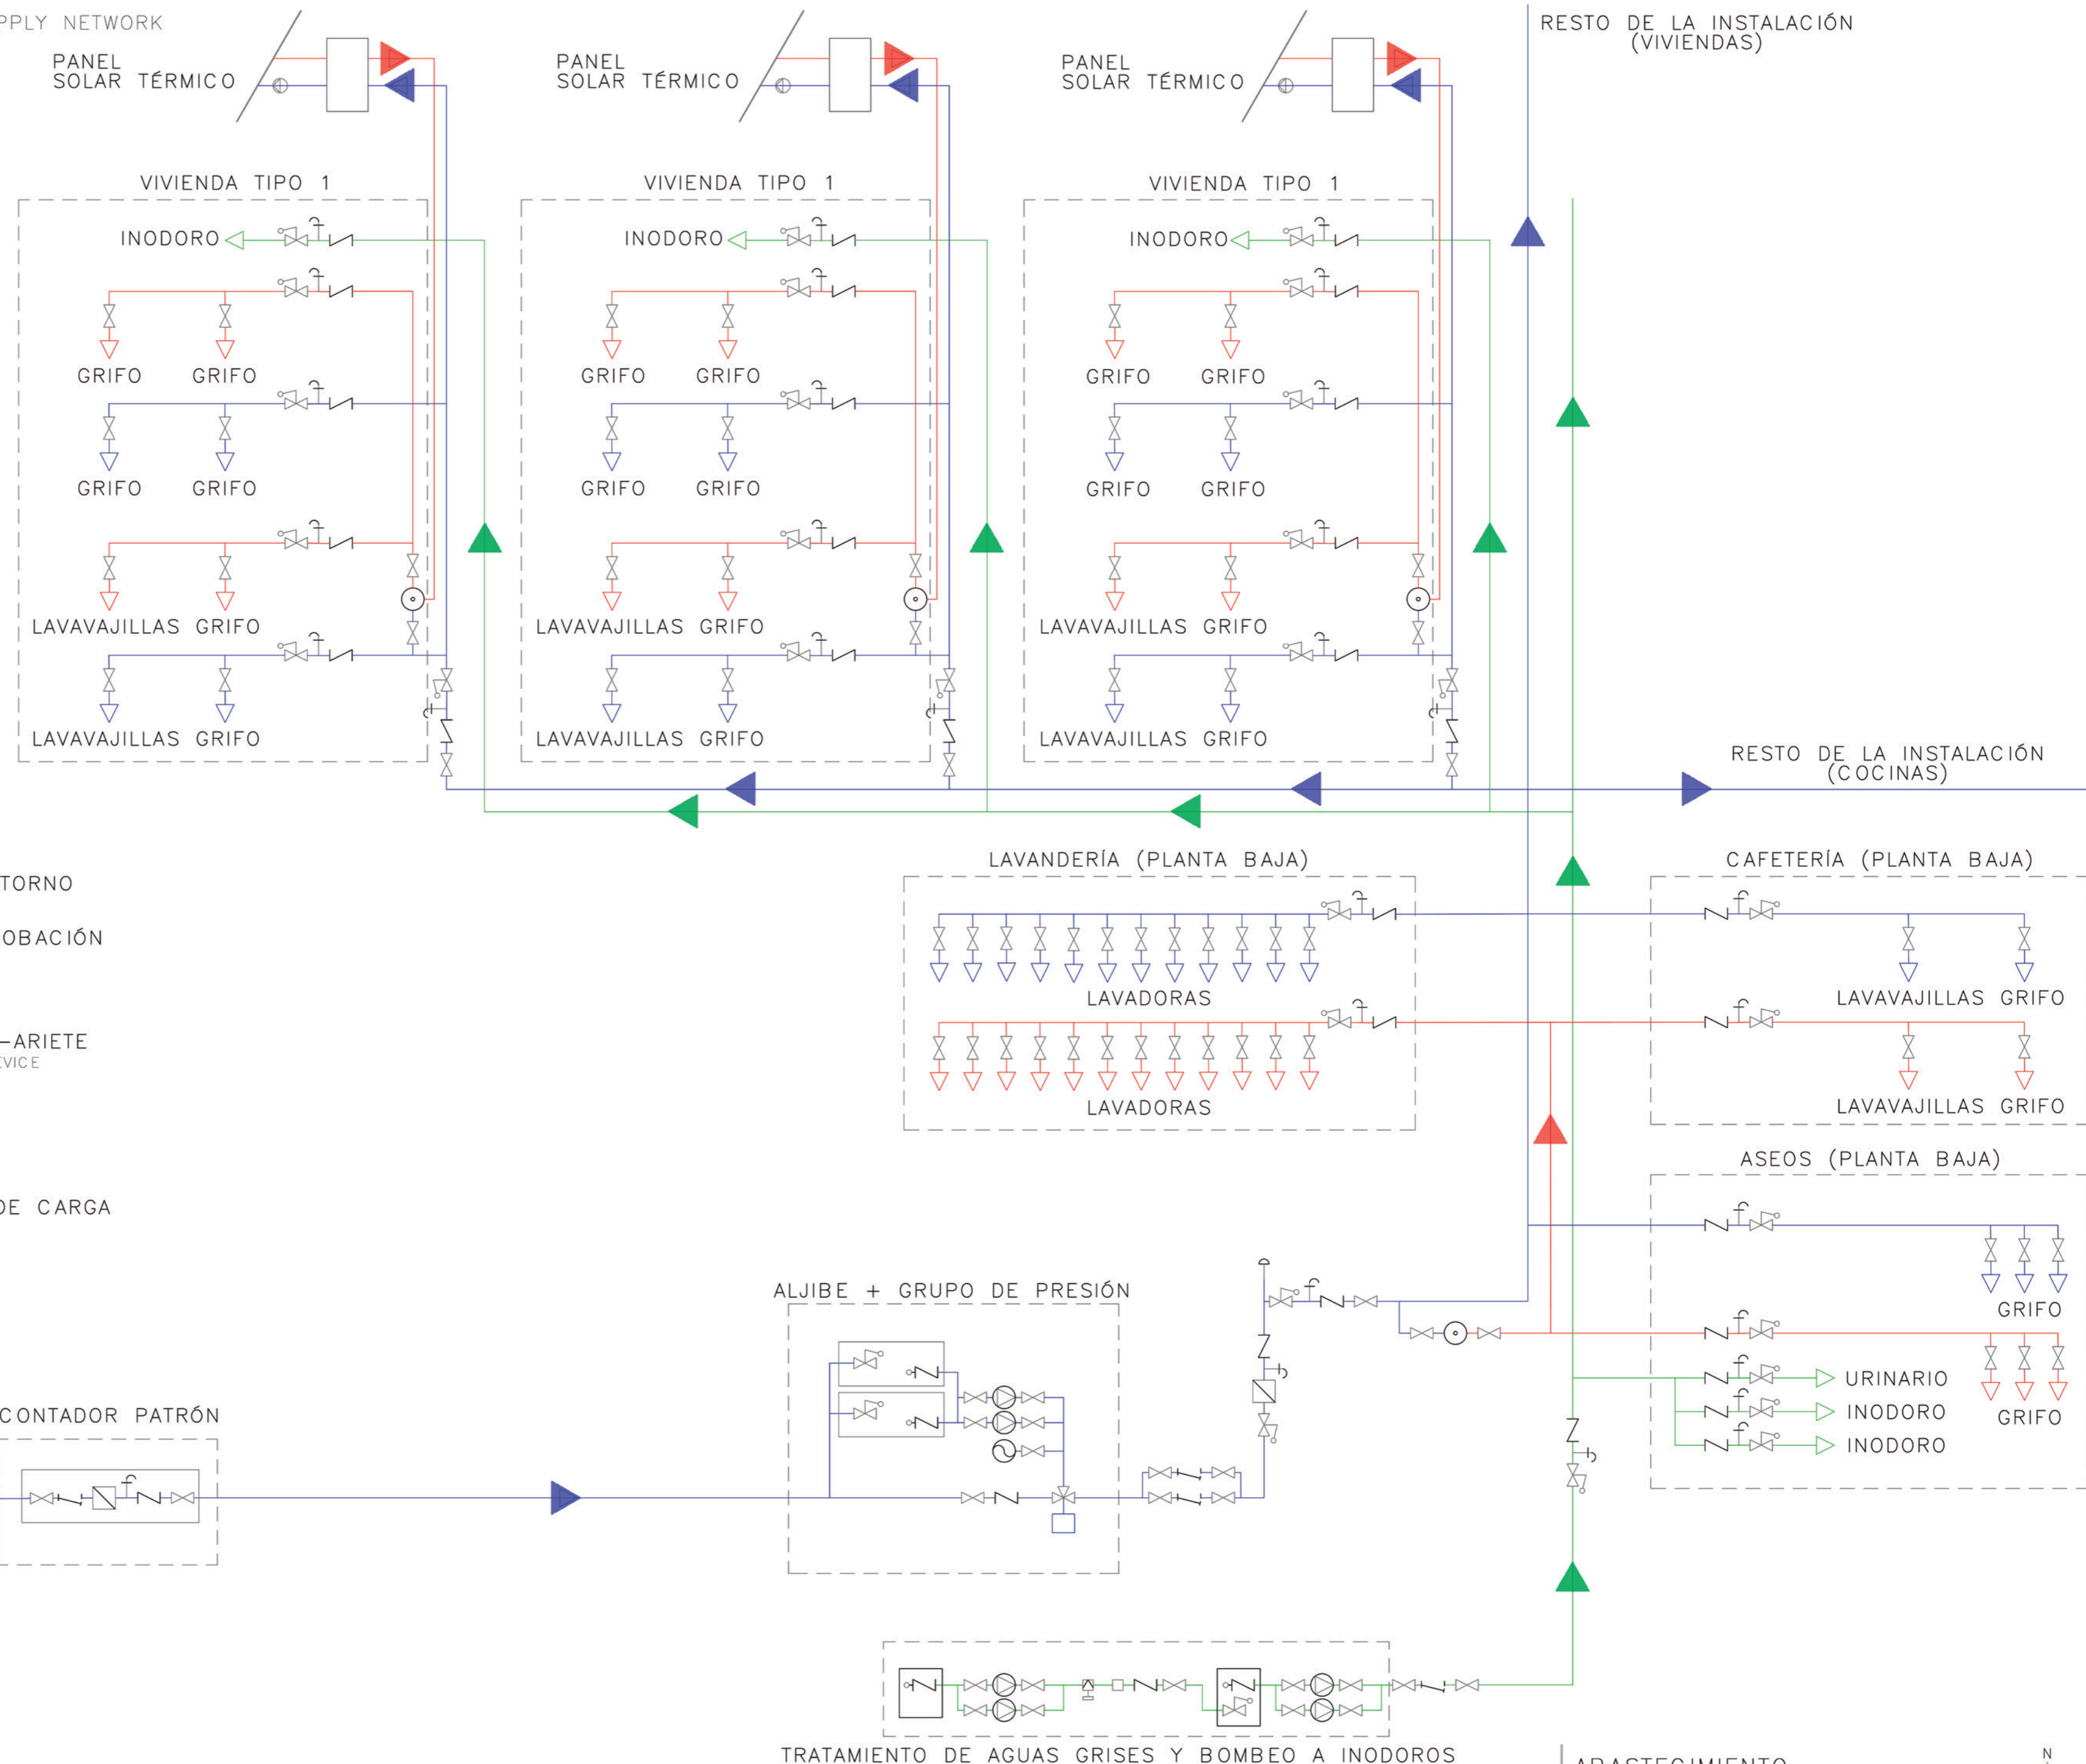 PPLY NETWORK
RESTO DE LA INSTALACIÓN
(VIVIENDAS)
PANEL
SOLAR TÉRMICO
PANEL
SOLAR TÉRMICO
PANEL
SOLAR TÉRMICO
VIVIENDA TIPO 1
VIVIENDA TIPO 1
VIVIENDA TIPO 1
INODORO
INODORO
INODORO
GRIFO GRIFO
GRIFO GRIFO
GRIFO GRIFO
GRIFO GRIFO
GRIFO GRIFO
GRIFO GRIFO
LAVAVAJILLAS GRIFO
LAVAVAJILLAS GRIFO
LAVAVAJILLAS GRIFO
LAVAVAJILLAS GRIFO
LAVAVAJILLAS GRIFO
LAVAVAJILLAS GRIFO
RESTO DE LA INSTALACIÓN
(COCINAS)
LAVANDERÍA (PLANTA BAJA)
CAFETERÍA (PLANTA BAJA)
TORNO
OBACIÓN
LAVADORAS
LAVAVAJILLAS GRIFO
-ARIETE
EVICE
LAVADORAS
LAVAVAJILLAS GRIFO
ASEOS (PLANTA BAJA)
DE CARGA
ALJIBE + GRUPO DE PRESIÓN
GRIFO
URINARIO
INODORO
GRIFO
INODORO
CONTADOR PATRÓN
TRATAMIENTO DE AGUAS GRISES Y BOMBEO A INODOROS
ABASTECIMIENTO
N